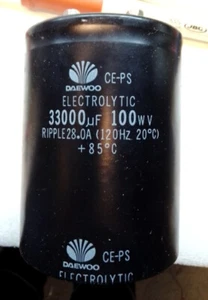 DAEWOO CE-PS
ELECTROLYTIC
33000µF 100WV
RIPPLE28.0A (120HZ 20°C)
+85°C
DAEWOO CE-PS
ELECTROLYTIC